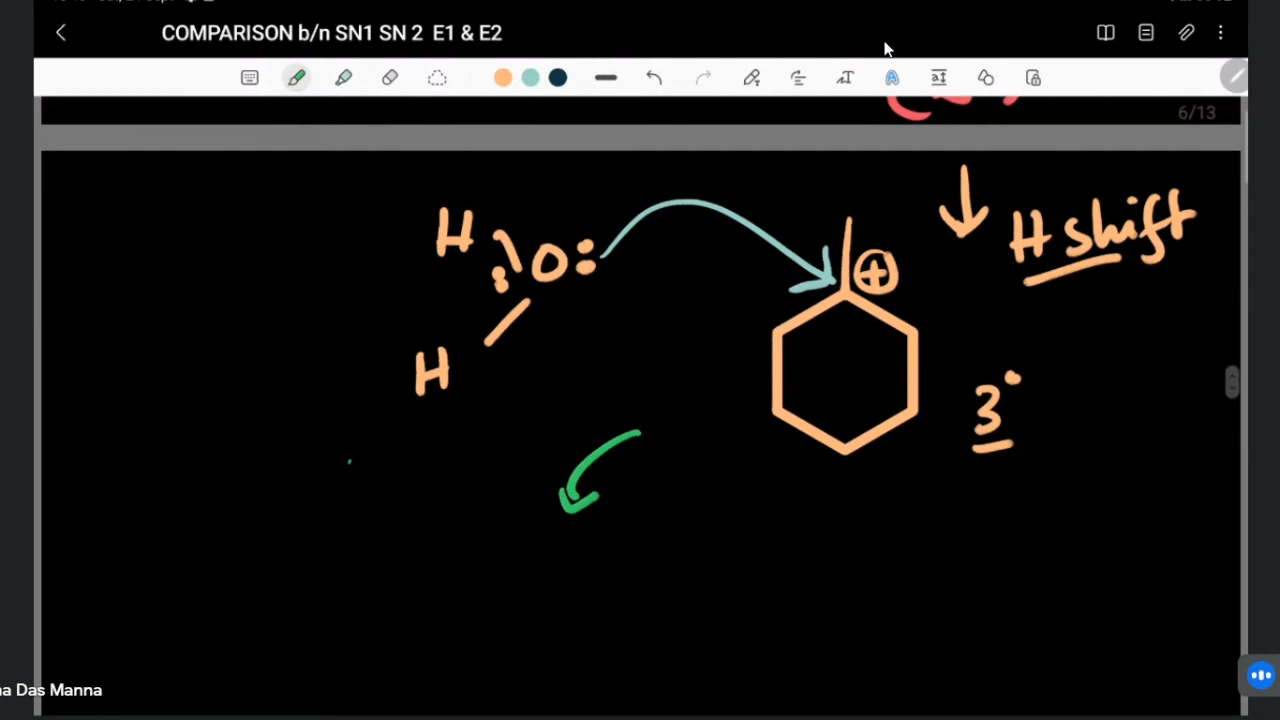 COMPARISON b/n SN1 SN 2 E1 & E2
6/13
H
O
H
+
H shift
3°
a Das Manna